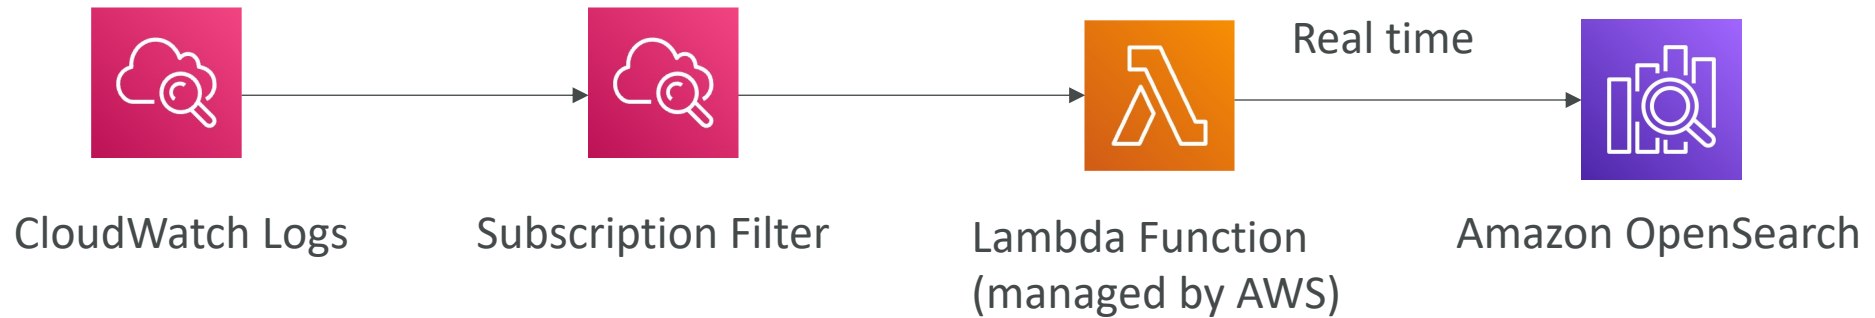 Real time
CloudWatch Logs
Subscription Filter
Lambda Function
(managed by AWS)
Amazon OpenSearch